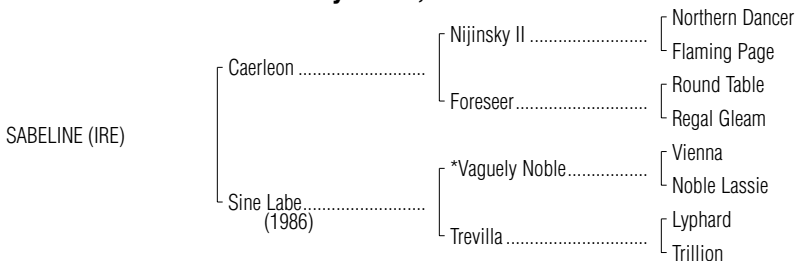 Northern Dancer
Nijinsky II ..............................
Flaming Page
Caerleon ..........................
Round Table
Foreseer................................
Regal Gleam
SABELINE (IRE)
Vienna
*Vaguely Noble....................
Noble Lassie
Sine Labe.........................
(1986)
Lyphard
Trevilla ...................................
Trillion